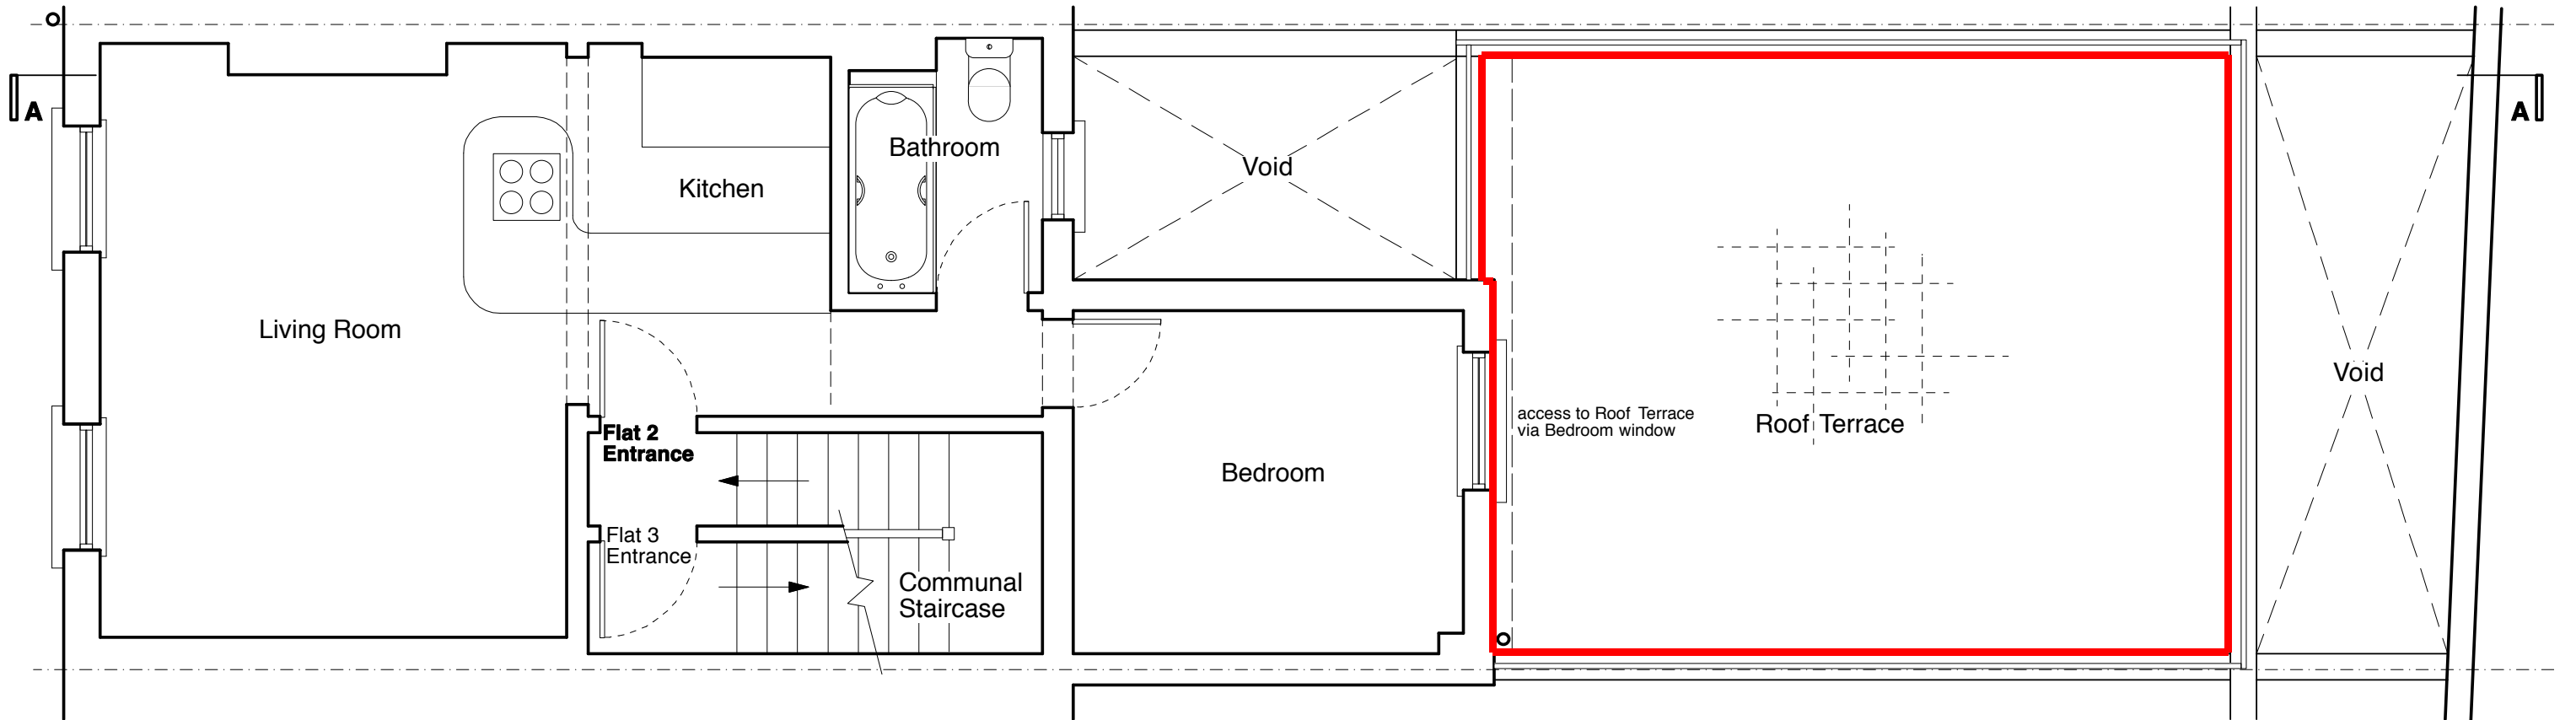 A
A
Bathroom
Void
Kitchen
Living Room
Void
access to Roof Terrace
via Bedroom window
Roof Terrace
Flat 2
Entrance
Bedroom
Flat 3
Entrance
Communal
Staircase